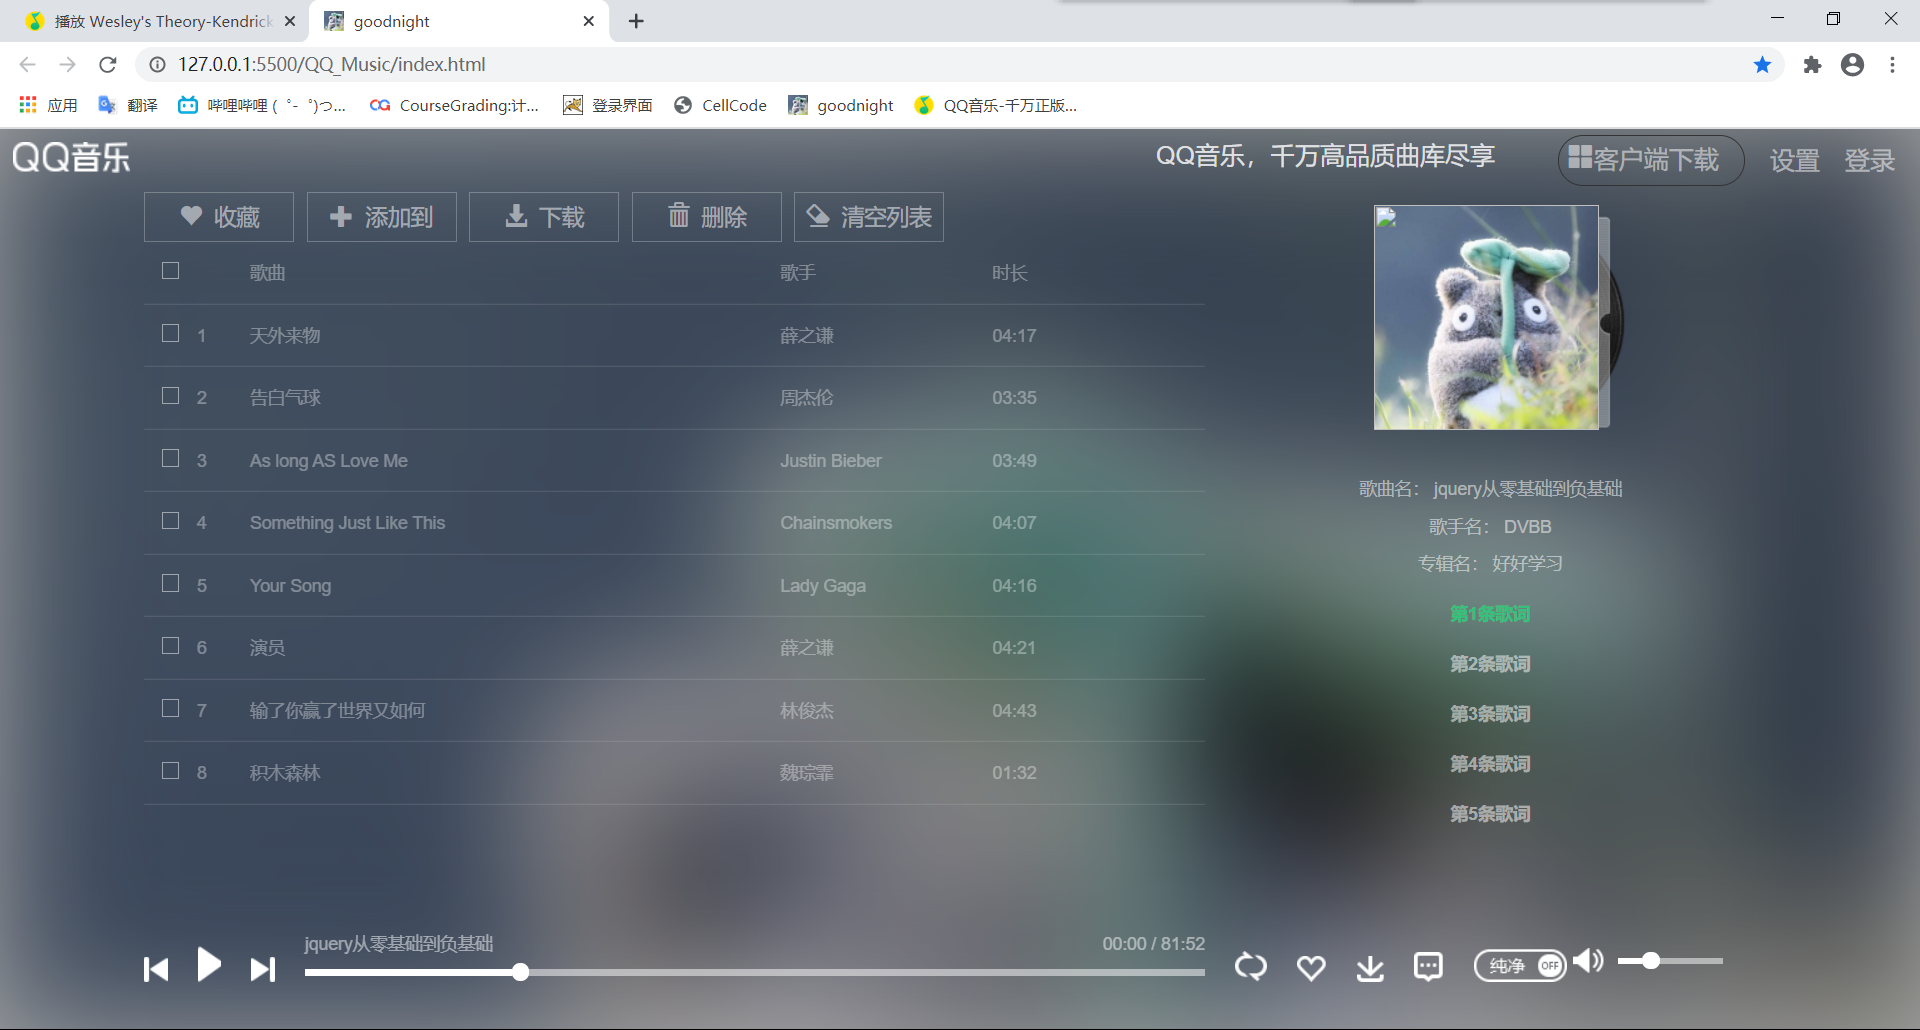 播放 Wesley's Theory-Kendrick
goodnight
127.0.0.1:5500/QQ_Music/index.html
应用
翻译
哔哩哔哩 ( ゜- ゜)つ...
CourseGrading:计...
登录界面
CellCode
goodnight
QQ音乐-千万正版...
QQ音乐
QQ音乐，千万高品质曲库尽享
客户端下载
设置
登录
收藏
添加到
下载
删除
清空列表
歌曲 歌手 时长
1 天外来物 薛之谦 04:17
2 告白气球 周杰伦 03:35
3 As long AS Love Me Justin Bieber 03:49
4 Something Just Like This Chainsmokers 04:07
5 Your Song Lady Gaga 04:16
6 演员 薛之谦 04:21
7 输了你赢了世界又如何 林俊杰 04:43
8 积木森林 魏琮霏 01:32
歌曲名： jquery从零基础到负基础
歌手名： DVBB
专辑名： 好好学习
第1条歌词
第2条歌词
第3条歌词
第4条歌词
第5条歌词
jquery从零基础到负基础
00:00 / 81:52
纯净 OFF